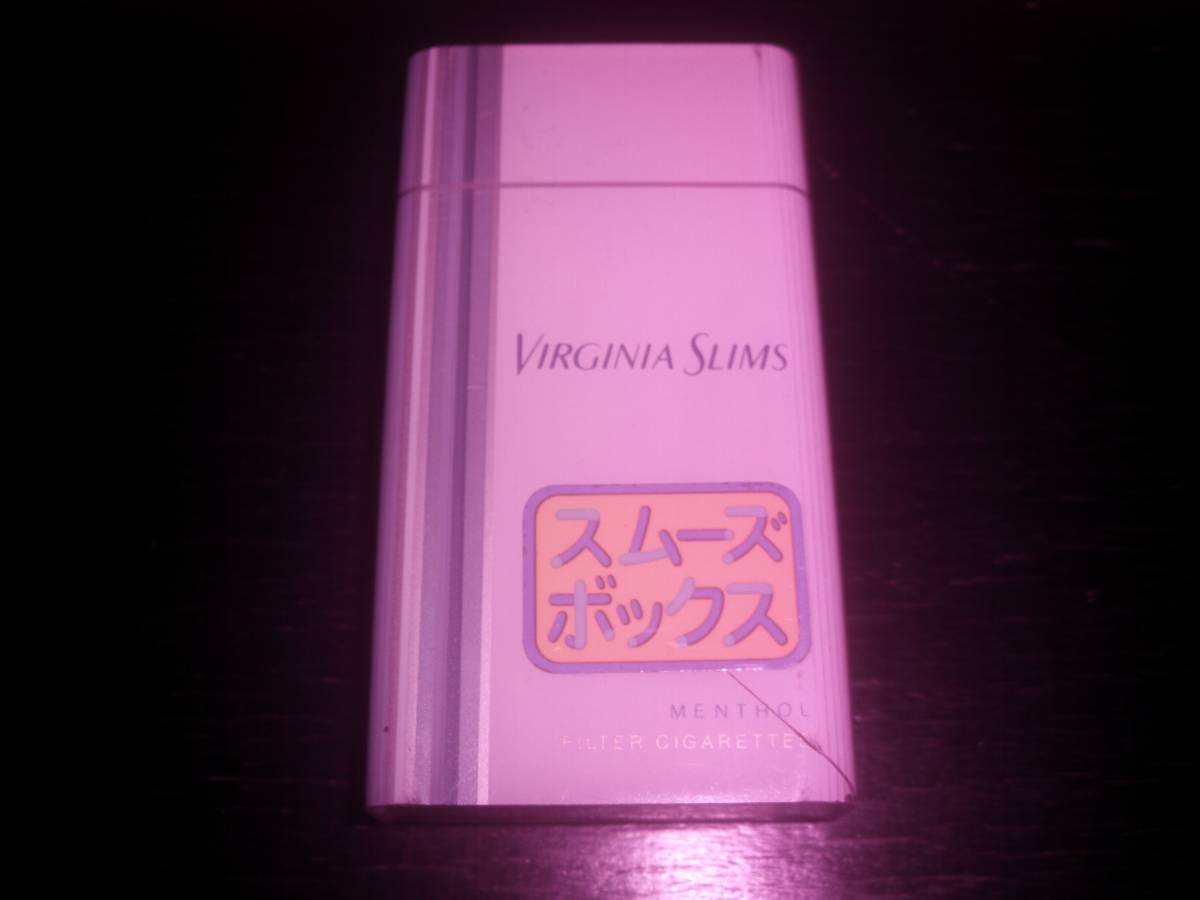 VIRGINIA SLIMS
スムーズ
ボックス
MENTHOL
FILTER CIGARETTES